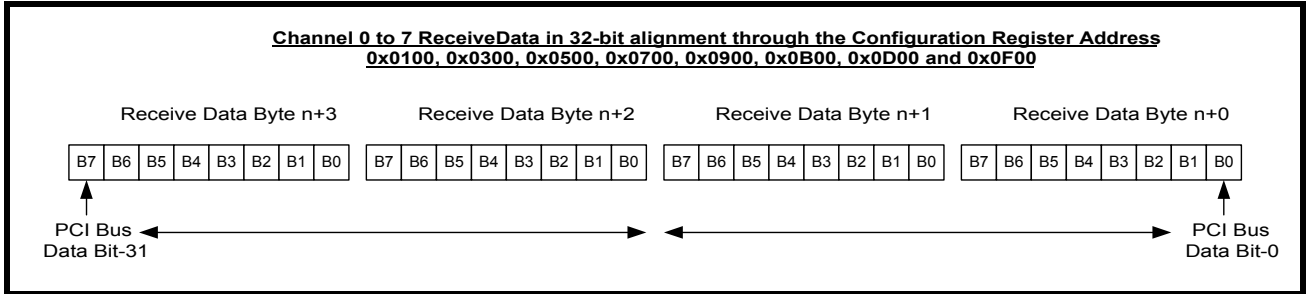 Channel 0 to 7 ReceiveData in 32-bit alignment through the Configuration Register Address
0x0100, 0x0300, 0x0500, 0x0700, 0x0900, 0x0B00, 0x0D00 and 0x0F00
Receive Data Byte n+3 Receive Data Byte n+2 Receive Data Byte n+1 Receive Data Byte n+0
B7 B6 B5 B4 B3 B2 B1 B0 B7 B6 B5 B4 B3 B2 B1 B0 B7 B6 B5 B4 B3 B2 B1 B0 B7 B6 B5 B4 B3 B2 B1 B0
PCI Bus PCI Bus
Data Bit-31 Data Bit-0